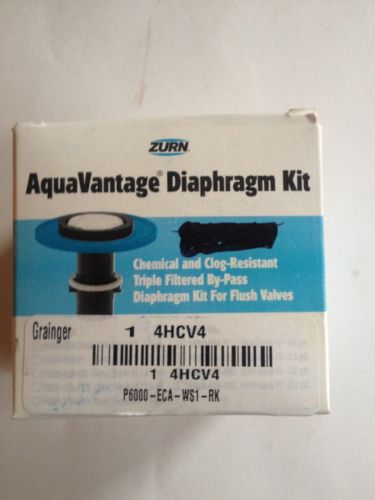 ZURN
AquaVantage® Diaphragm Kit
Chemical and Clog-Resistant
Triple Filtered By-Pass
Diaphragm Kit For Flush Valves
Grainger 1 4HCV4
1 4HCV4
P6000-ECA-WS1-RK